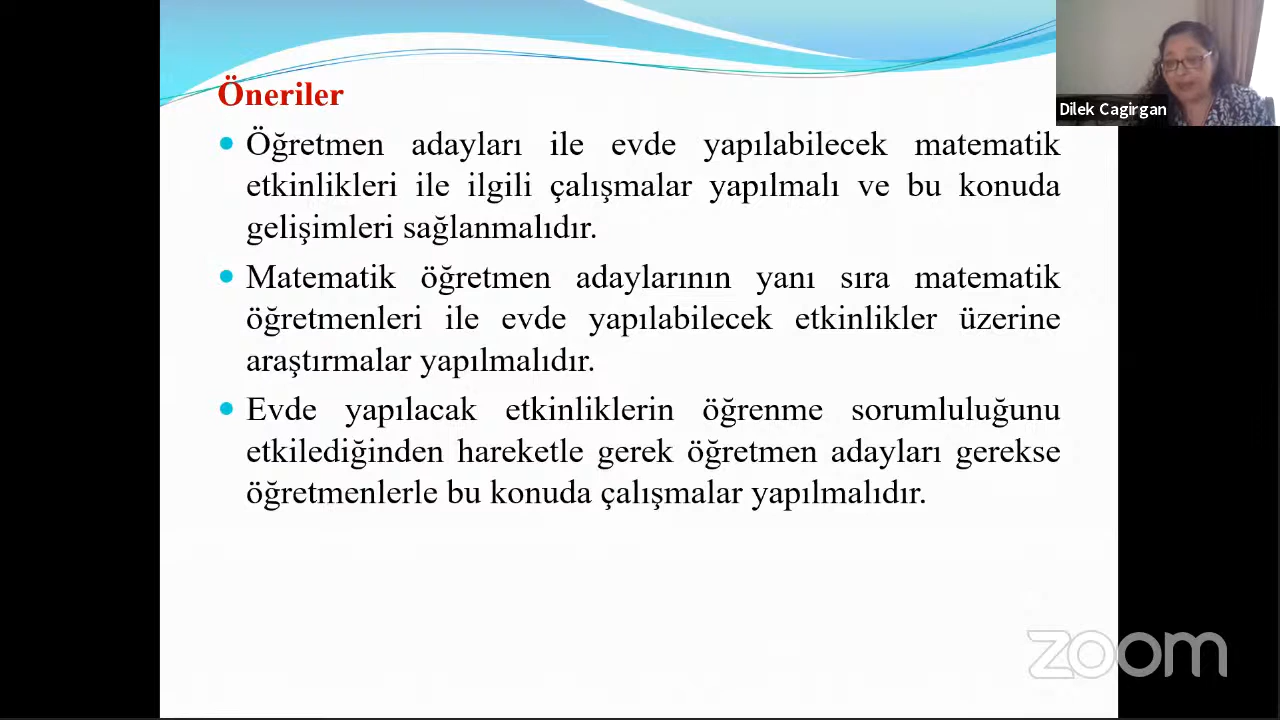 Öneriler
Öğretmen adayları ile evde yapılabilecek matematik
etkinlikleri ile ilgili çalışmalar yapılmalı ve bu konuda
gelişimleri sağlanmalıdır.
Matematik öğretmen adaylarının yanı sıra matematik
öğretmenleri ile evde yapılabilecek etkinlikler üzerine
araştırmalar yapılmalıdır.
Evde yapılacak etkinliklerin öğrenme sorumluluğunu
etkilediğinden hareketle gerek öğretmen adayları gerekse
öğretmenlerle bu konuda çalışmalar yapılmalıdır.
Dilek Cagirgan
zoom